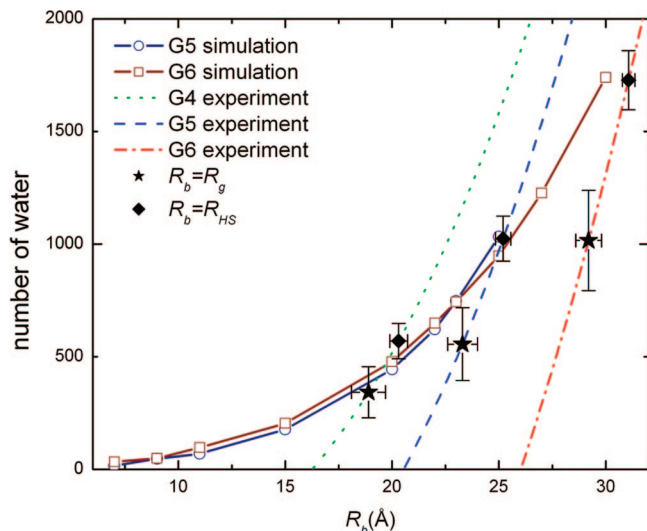 2000
1500
1000
500
0
number of water
G5 simulation
G6 simulation
G4 experiment
G5 experiment
G6 experiment
R_b=R_g
R_b=R_HS
10 15 20 25 30
R_b(Å)